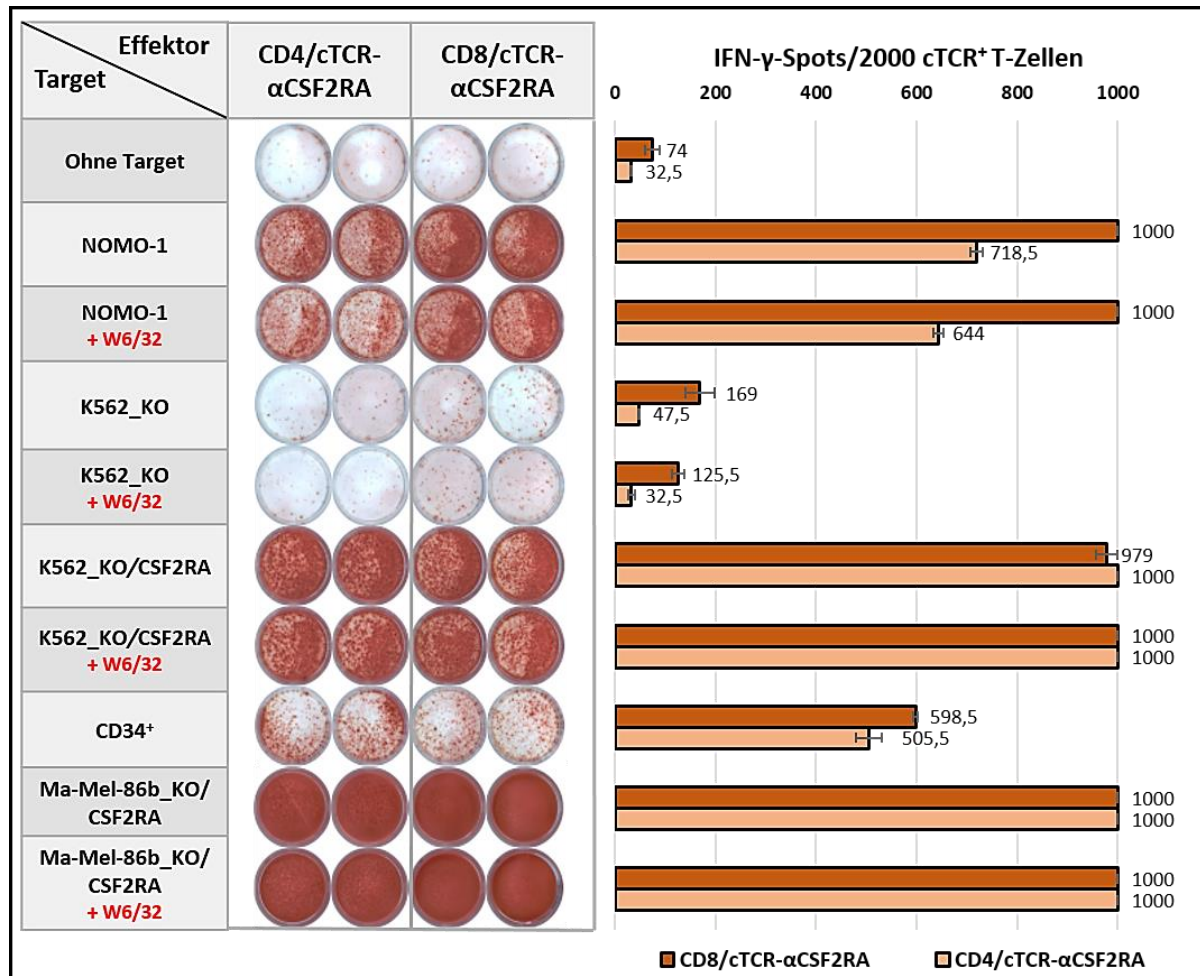 Effektor
Target
CD4/cTCR-
αCSF2RA
CD8/cTCR-
αCSF2RA
IFN-γ-Spots/2000 cTCR⁺ T-Zellen
0 200 400 600 800 1000
Ohne Target
74
32,5
NOMO-1
1000
718,5
NOMO-1
+ W6/32
1000
644
K562_KO
169
47,5
K562_KO
+ W6/32
125,5
32,5
K562_KO/CSF2RA
979
1000
K562_KO/CSF2RA
+ W6/32
1000
1000
CD34⁺
598,5
505,5
Ma-Mel-86b_KO/
CSF2RA
1000
1000
Ma-Mel-86b_KO/
CSF2RA
+ W6/32
1000
1000
CD8/cTCR-αCSF2RA CD4/cTCR-αCSF2RA